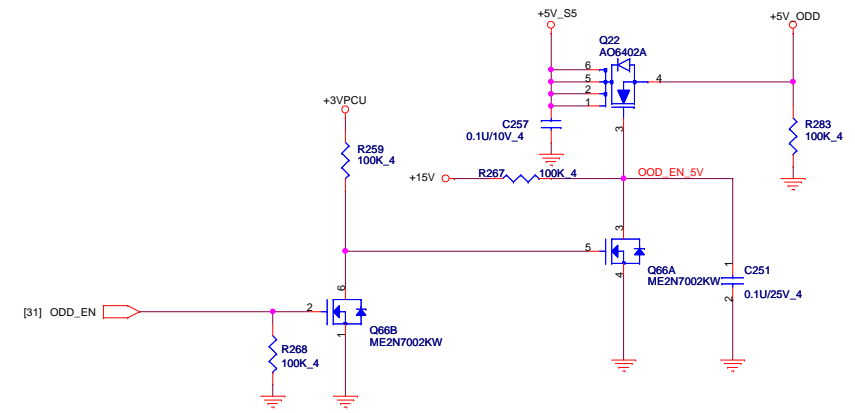 +5V_S5
+5V_ODD
Q22
AO6402A
6
5
2
1
4
3
+3VPCU
C257
0.1U/10V_4
R283
100K_4
R259
100K_4
+15V
R267
100K_4
OOD_EN_5V
3
5
4
Q66A
ME2N7002KW
1
C251
2
0.1U/25V_4
6
[31] ODD_EN
2
1
Q66B
ME2N7002KW
R268
100K_4